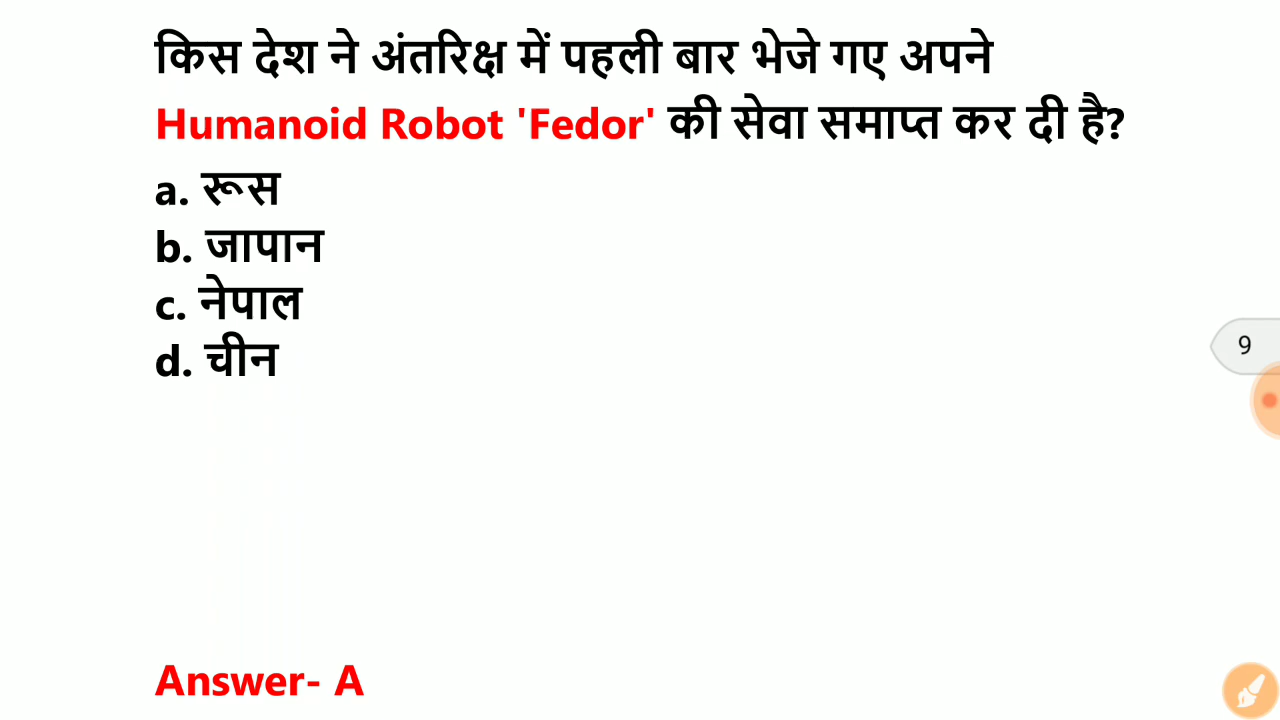 किस देश ने अंतरिक्ष में पहली बार भेजे गए अपने
Humanoid Robot 'Fedor' की सेवा समाप्त कर दी है?
a. रूस
b. जापान
c. नेपाल
d. चीन
9
Answer- A